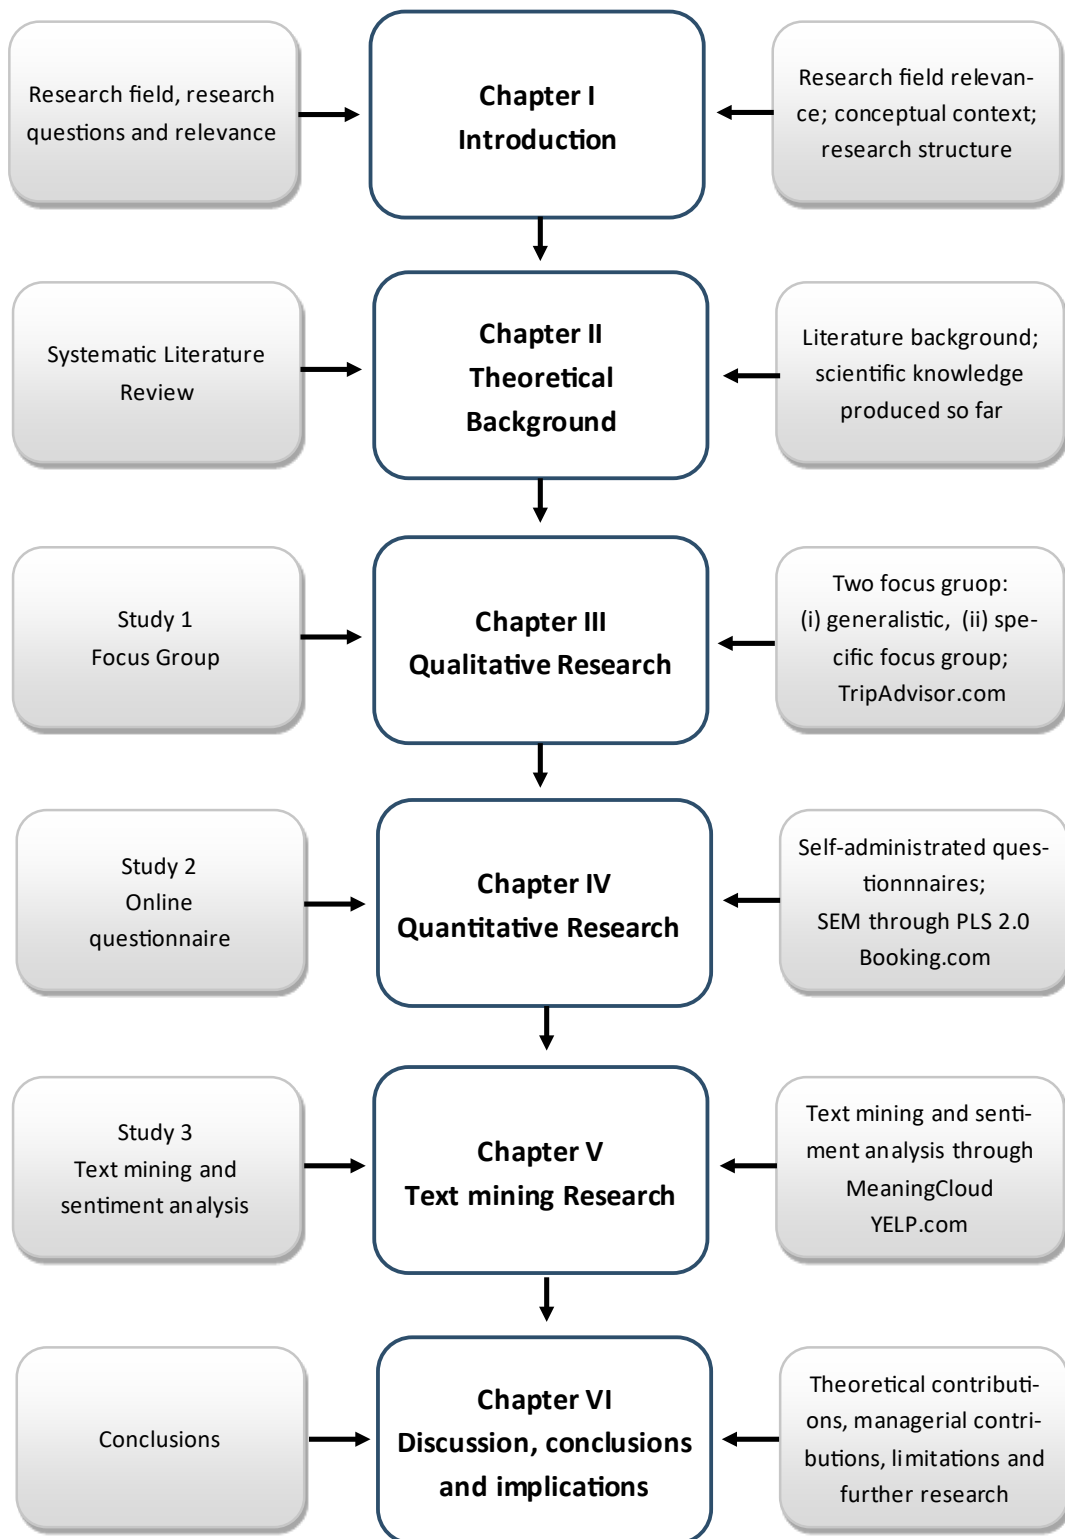 Research field, research
questions and relevance
Chapter I
Introduction
Research field relevan-
ce; conceptual context;
research structure
Systematic Literature
Review
Chapter II
Theoretical
Background
Literature background;
scientific knowledge
produced so far
Study 1
Focus Group
Chapter III
Qualitative Research
Two focus gruop:
(i) generalistic, (ii) spe-
cific focus group;
TripAdvisor.com
Study 2
Online
questionnaire
Chapter IV
Quantitative Research
Self-administrated ques-
tionnnaires;
SEM through PLS 2.0
Booking.com
Study 3
Text mining and
sentiment analysis
Chapter V
Text mining Research
Text mining and senti-
ment analysis through
MeaningCloud
YELP.com
Conclusions
Chapter VI
Discussion, conclusions
and implications
Theoretical contributi-
ons, managerial contri-
butions, limitations and
further research